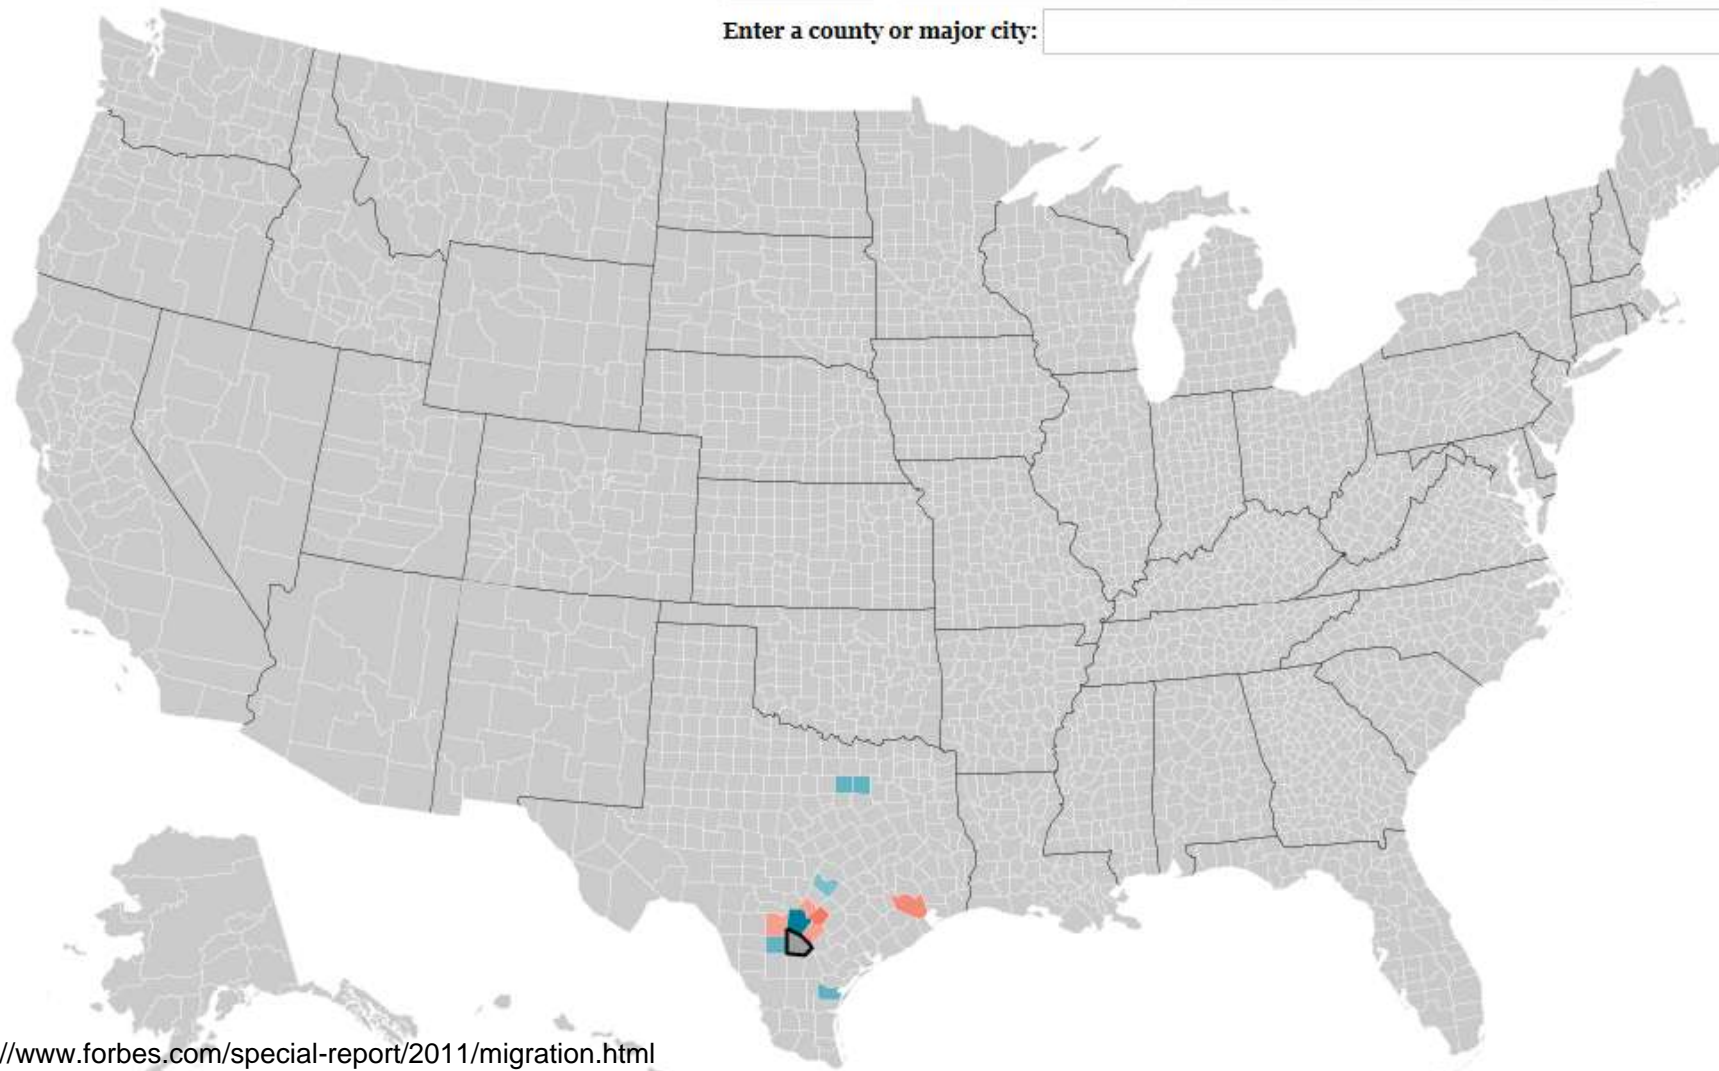 Enter a county or major city:
//www.forbes.com/special-report/2011/migration.html